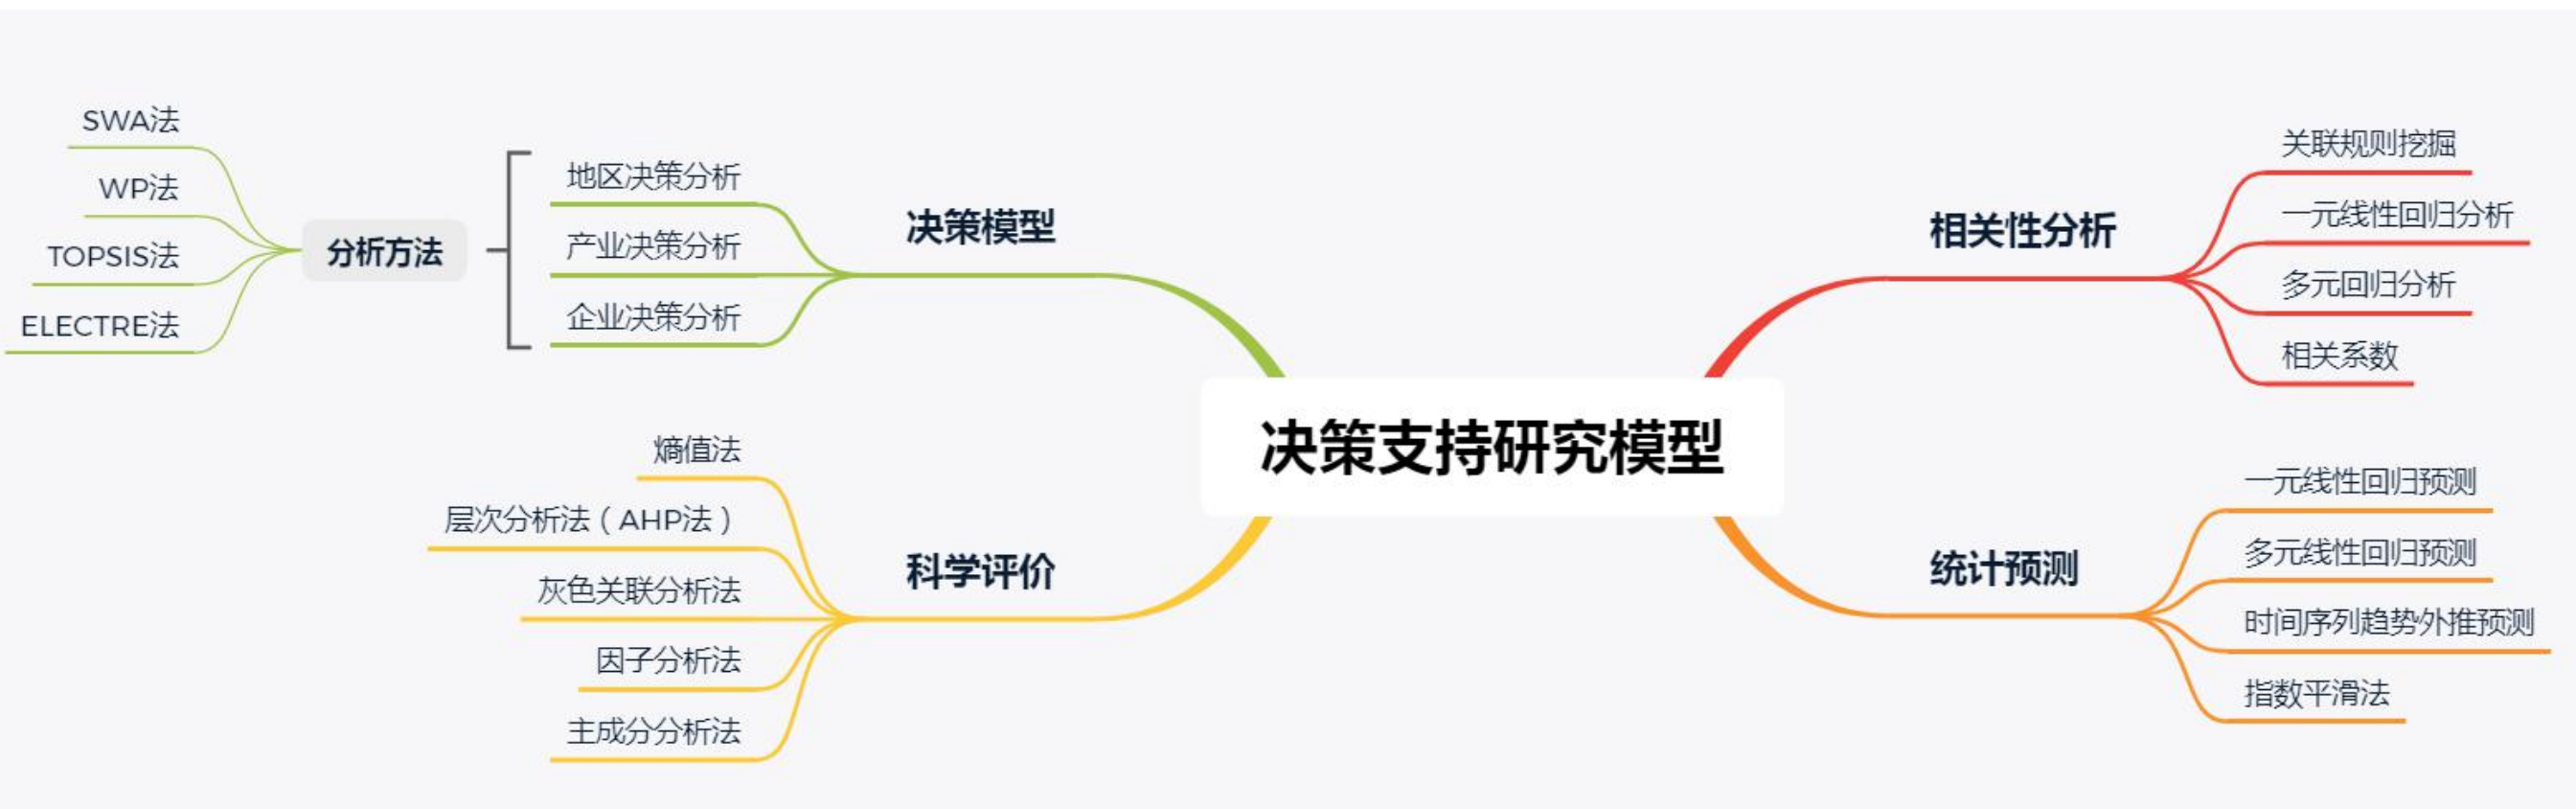 决策支持研究模型
决策模型
地区决策分析
产业决策分析
企业决策分析
分析方法
SWA法
WP法
TOPSIS法
ELECTRE法
科学评价
熵值法
层次分析法（AHP法）
灰色关联分析法
因子分析法
主成分分析法
相关性分析
关联规则挖掘
一元线性回归分析
多元回归分析
相关系数
统计预测
一元线性回归预测
多元线性回归预测
时间序列趋势外推预测
指数平滑法